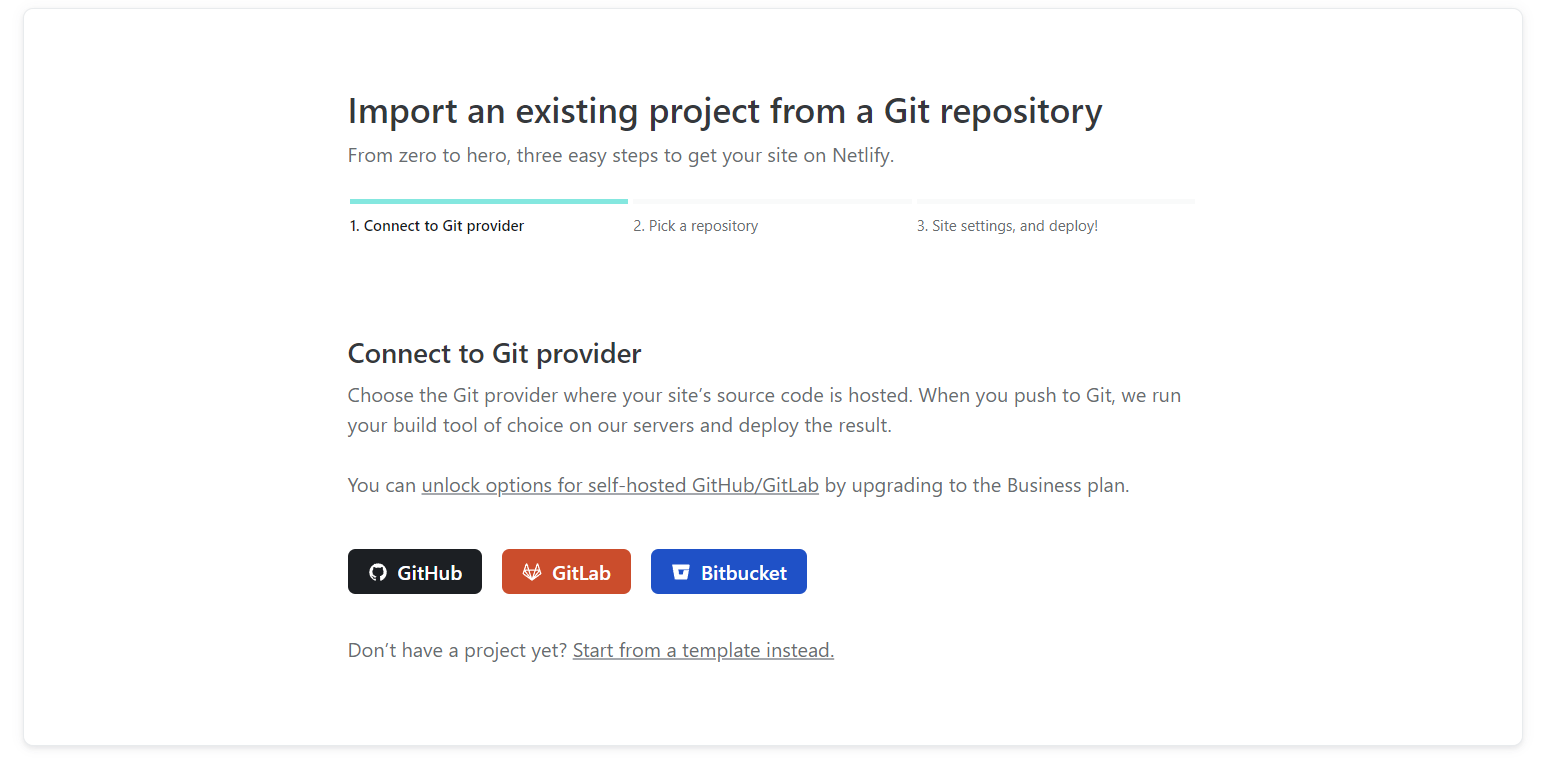 Import an existing project from a Git repository
From zero to hero, three easy steps to get your site on Netlify.
1. Connect to Git provider
2. Pick a repository
3. Site settings, and deploy!
Connect to Git provider
Choose the Git provider where your site’s source code is hosted. When you push to Git, we run
your build tool of choice on our servers and deploy the result.
You can unlock options for self-hosted GitHub/GitLab by upgrading to the Business plan.
GitHub
GitLab
Bitbucket
Don’t have a project yet? Start from a template instead.